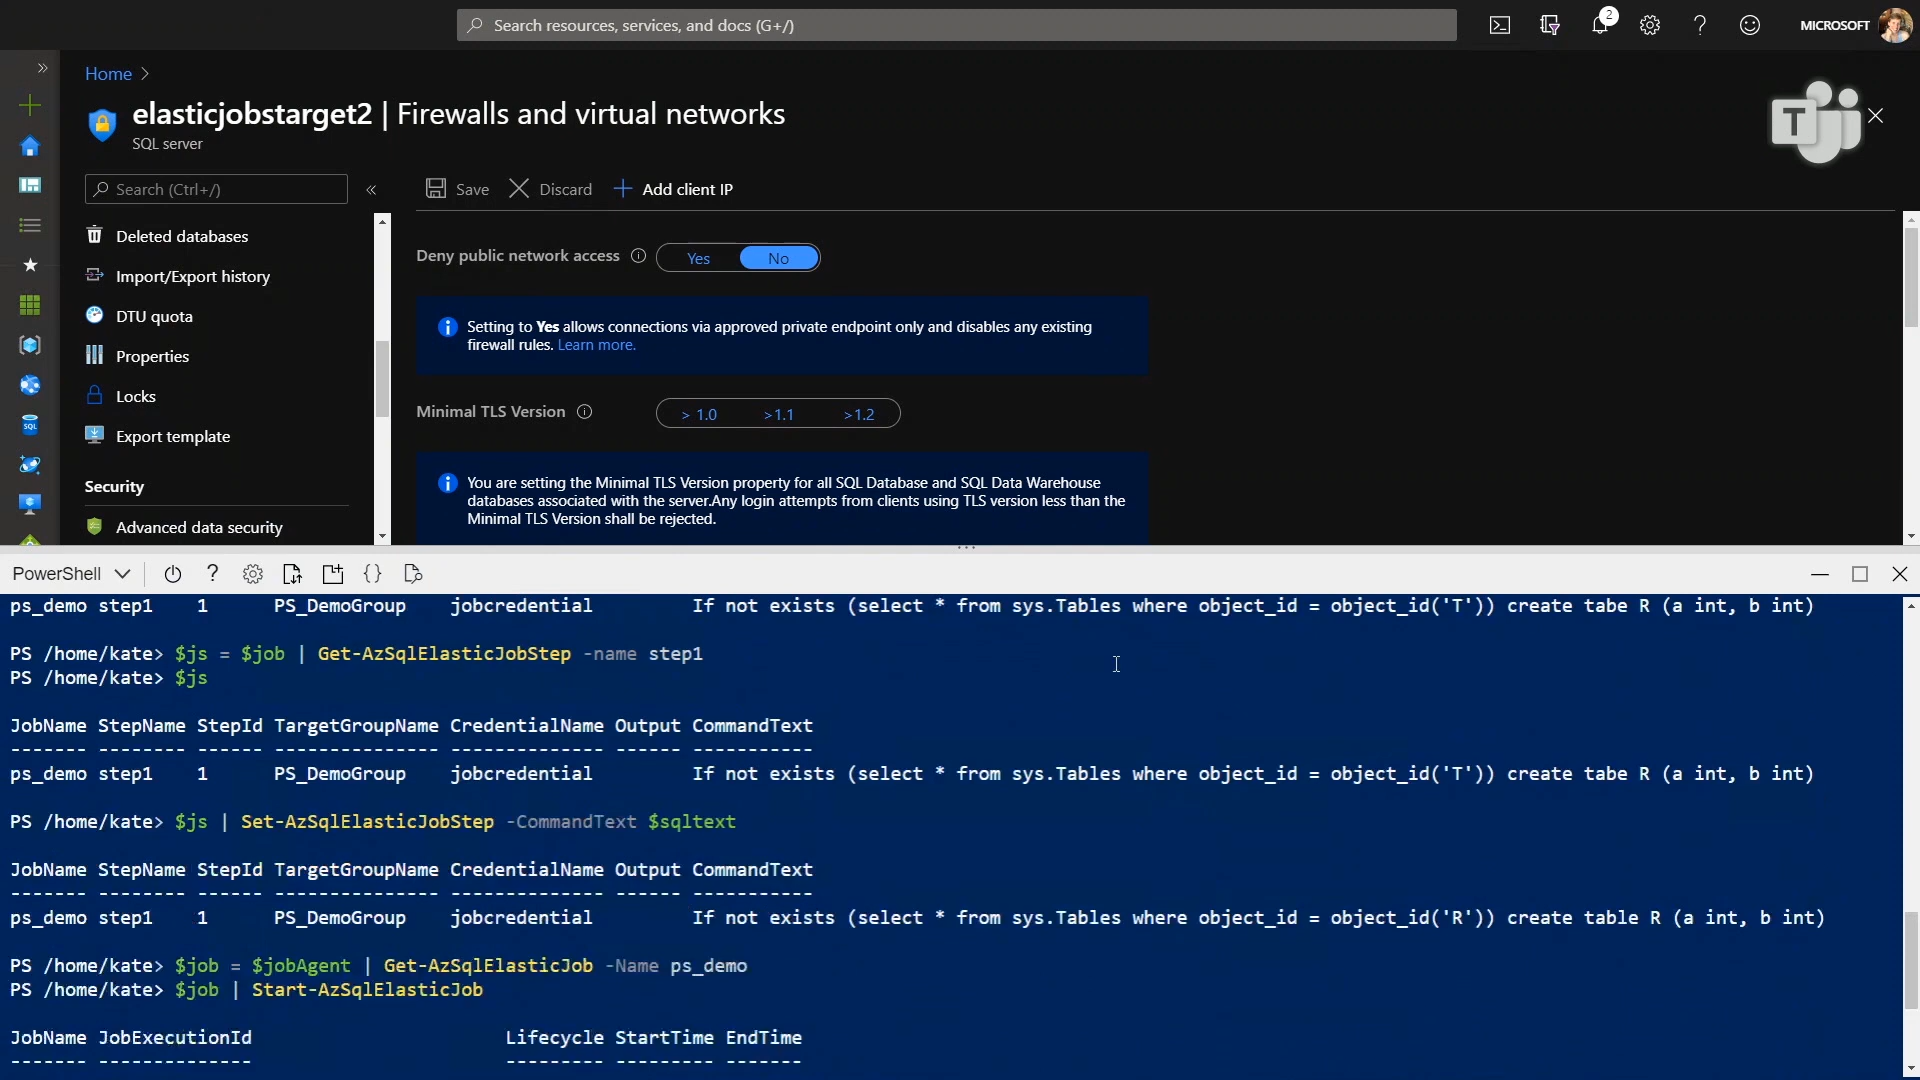 Search resources, services, and docs (G+/)
2
MICROSOFT
Home
elasticjobstarget2 | Firewalls and virtual networks
SQL server
T
Search (Ctrl+/)
Save
Discard
Add client IP
Deleted databases
Import/Export history
DTU quota
Properties
Locks
Export template
Security
Advanced data security
SQL
Deny public network access
Yes
No
Setting to Yes allows connections via approved private endpoint only and disables any existing
firewall rules. Learn more.
Minimal TLS Version
> 1.0
>1.1
>1.2
You are setting the Minimal TLS Version property for all SQL Database and SQL Data Warehouse
databases associated with the server.Any login attempts from clients using TLS version less than the
Minimal TLS Version shall be rejected.
PowerShell
ps_demo step1    1      PS_DemoGroup    jobcredential         If not exists (select * from sys.Tables where object_id = object_id('T')) create tabe R (a int, b int)
PS /home/kate> $js = $job | Get-AzSqlElasticJobStep -name step1
PS /home/kate> $js
JobName StepName StepId TargetGroupName CredentialName Output CommandText
------- -------- ------ --------------- -------------- ------ -----------
ps_demo step1    1      PS_DemoGroup    jobcredential         If not exists (select * from sys.Tables where object_id = object_id('T')) create tabe R (a int, b int)
PS /home/kate> $js | Set-AzSqlElasticJobStep -CommandText $sqltext
JobName StepName StepId TargetGroupName CredentialName Output CommandText
------- -------- ------ --------------- -------------- ------ -----------
ps_demo step1    1      PS_DemoGroup    jobcredential         If not exists (select * from sys.Tables where object_id = object_id('R')) create table R (a int, b int)
PS /home/kate> $job = $jobAgent | Get-AzSqlElasticJob -Name ps_demo
PS /home/kate> $job | Start-AzSqlElasticJob
JobName JobExecutionId                       Lifecycle StartTime EndTime
------- --------------                       --------- --------- -------